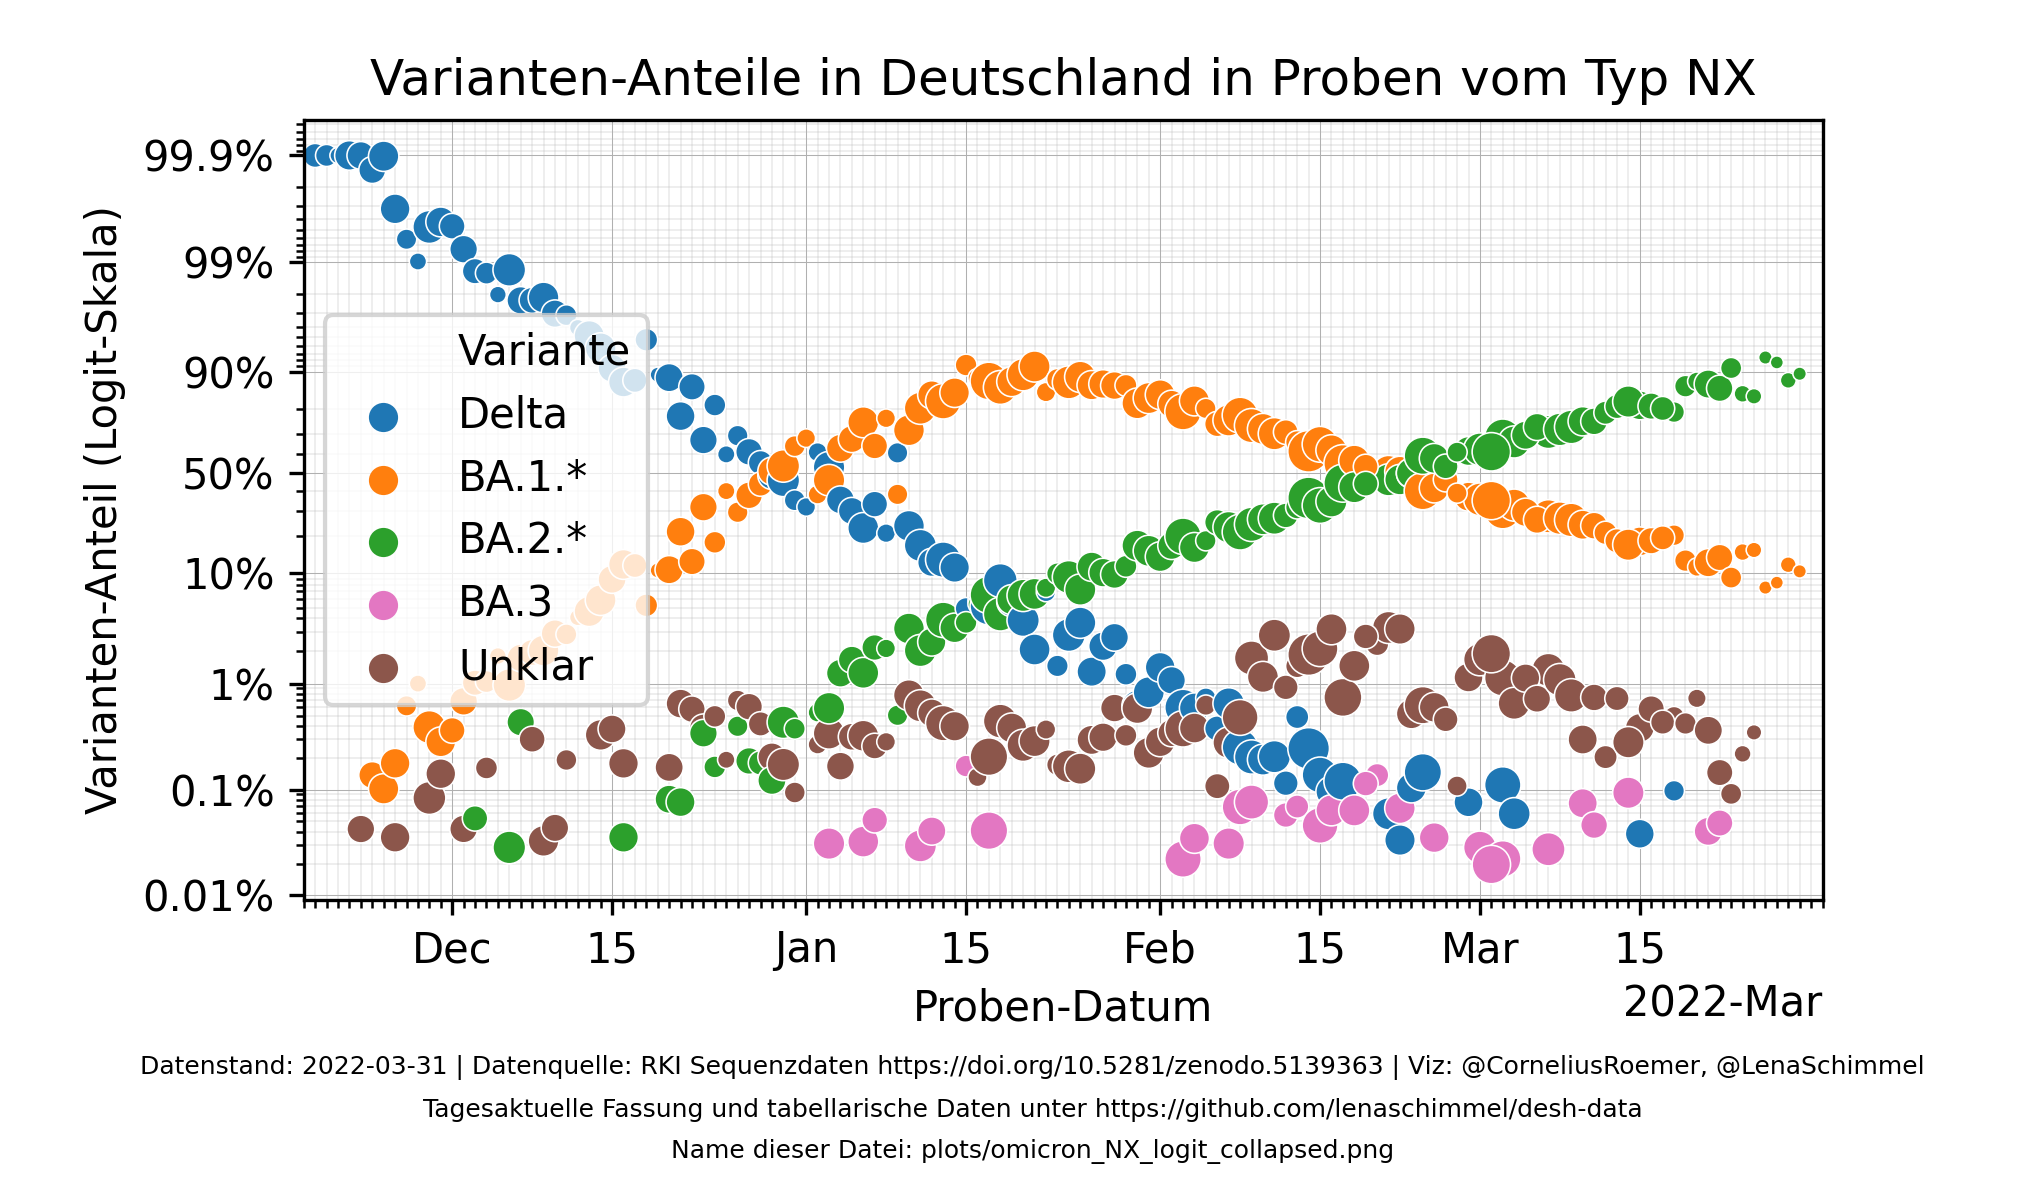 Varianten-Anteile in Deutschland in Proben vom Typ NX
Varianten-Anteil (Logit-Skala)
99.9%
99%
90%
50%
10%
1%
0.1%
0.01%
Variante
Delta
BA.1.*
BA.2.*
BA.3
Unklar
Dec 15 Jan 15 Feb 15 Mar 15
2022-Mar
Proben-Datum
Datenstand: 2022-03-31 | Datenquelle: RKI Sequenzdaten https://doi.org/10.5281/zenodo.5139363 | Viz: @CorneliusRoemer, @LenaSchimmel
Tagesaktuelle Fassung und tabellarische Daten unter https://github.com/lenaschimmel/desh-data
Name dieser Datei: plots/omicron_NX_logit_collapsed.png